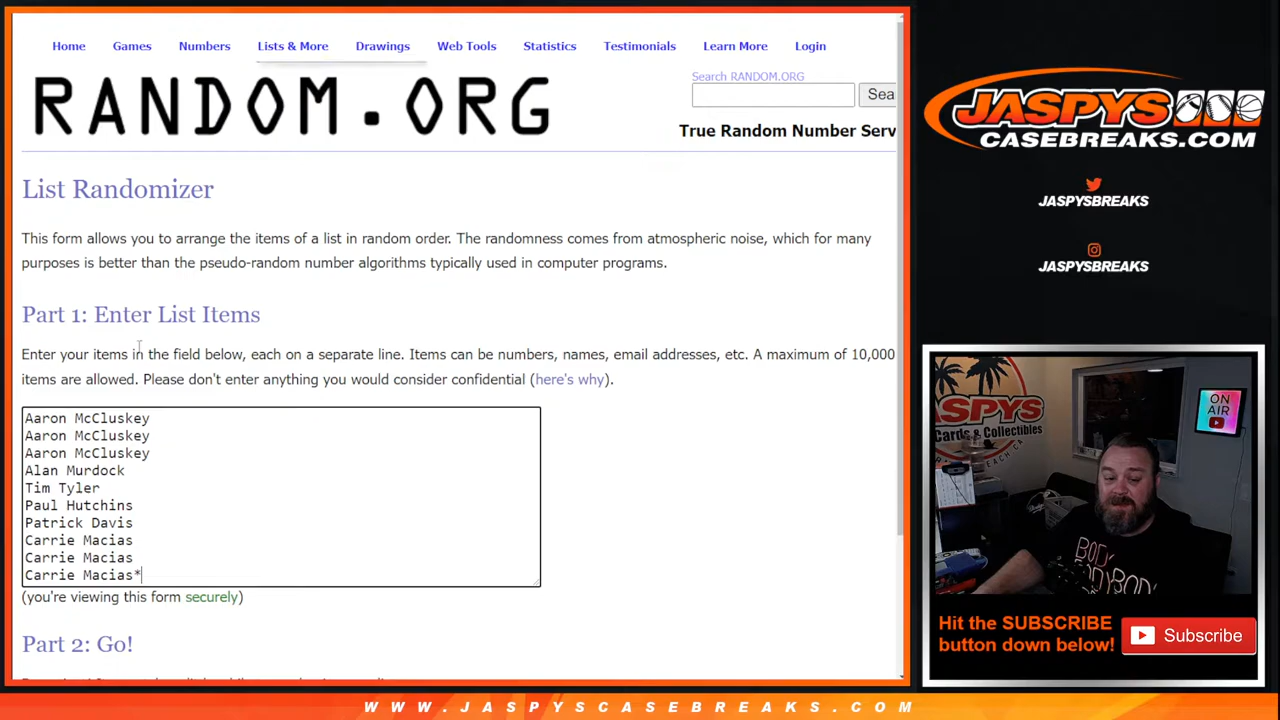 Home Games Numbers Lists & More Drawings Web Tools Statistics Testimonials Learn More Login
RANDOM.ORG
Search RANDOM.ORG
Sea
True Random Number Serv
List Randomizer
This form allows you to arrange the items of a list in random order. The randomness comes from atmospheric noise, which for many
purposes is better than the pseudo-random number algorithms typically used in computer programs.
Part 1: Enter List Items
Enter your items in the field below, each on a separate line. Items can be numbers, names, email addresses, etc. A maximum of 10,000
items are allowed. Please don't enter anything you would consider confidential (here's why).
Aaron McCluskey
Aaron McCluskey
Aaron McCluskey
Alan Murdock
Tim Tyler
Paul Hutchins
Patrick Davis
Carrie Macias
Carrie Macias
Carrie Macias*
(you're viewing this form securely)
Part 2: Go!
JASPYS
CASEBREAKS.COM
JASPYSBREAKS
JASPYSBREAKS
ASPYS
Cards & Collectibles
ON
AIR
BODY
Hit the SUBSCRIBE
button down below!
Subscribe
WWW.JASPYSCASEBREAKS.COM